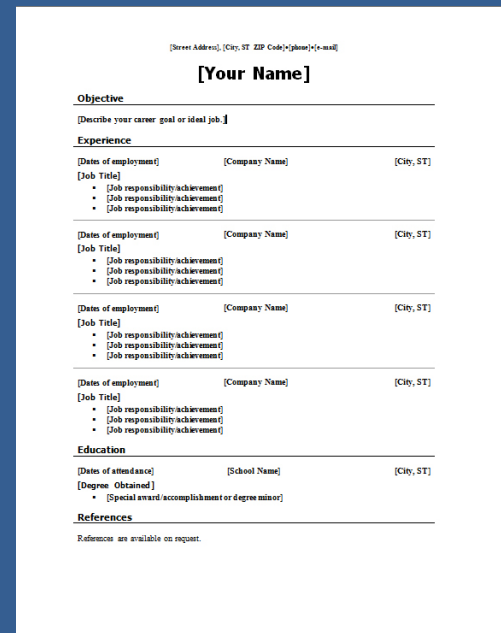 [Street Address], [City, ST  ZIP Code]•[phone]•[e-mail]
[Your Name]
Objective
[Describe your career goal or ideal job.]
Experience
[Dates of employment] [Company Name] [City, ST]
[Job Title]
▪ [Job responsibility/achievement]
▪ [Job responsibility/achievement]
▪ [Job responsibility/achievement]
[Dates of employment] [Company Name] [City, ST]
[Job Title]
▪ [Job responsibility/achievement]
▪ [Job responsibility/achievement]
▪ [Job responsibility/achievement]
[Dates of employment] [Company Name] [City, ST]
[Job Title]
▪ [Job responsibility/achievement]
▪ [Job responsibility/achievement]
▪ [Job responsibility/achievement]
[Dates of employment] [Company Name] [City, ST]
[Job Title]
▪ [Job responsibility/achievement]
▪ [Job responsibility/achievement]
▪ [Job responsibility/achievement]
Education
[Dates of attendance] [School Name] [City, ST]
[Degree Obtained]
▪ [Special award/accomplishment or degree minor]
References
References are available on request.